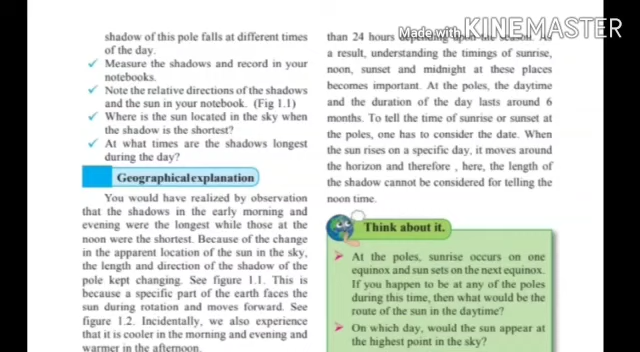 Made with KINEMASTER
shadow of this pole falls at different times
of the day.
✓ Measure the shadows and record in your
notebooks.
✓ Note the relative directions of the shadows
and the sun in your notebook. (Fig 1.1)
✓ Where is the sun located in the sky when
the shadow is the shortest?
✓ At what times are the shadows longest
during the day?
Geographical explanation
You would have realized by observation
that the shadows in the early morning and
evening were the longest while those at the
noon were the shortest. Because of the change
in the apparent location of the sun in the sky,
the length and direction of the shadow of the
pole kept changing. See figure 1.1. This is
because a specific part of the earth faces the
sun during rotation and moves forward. See
figure 1.2. Incidentally, we also experience
that it is cooler in the morning and evening and
warmer in the afternoon.
than 24 hours depending upon the season. As
a result, understanding the timings of sunrise,
noon, sunset and midnight at these places
becomes important. At the poles, the daytime
and the duration of the day lasts around 6
months. To tell the time of sunrise or sunset at
the poles, one has to consider the date. When
the sun rises on a specific day, it moves around
the horizon and therefore , here, the length of
the shadow cannot be considered for telling the
noon time.
Think about it.
➤ At the poles, sunrise occurs on one
equinox and sun sets on the next equinox.
If you happen to be at any of the poles
during this time, then what would be the
route of the sun in the daytime?
➤ On which day, would the sun appear at
the highest point in the sky?